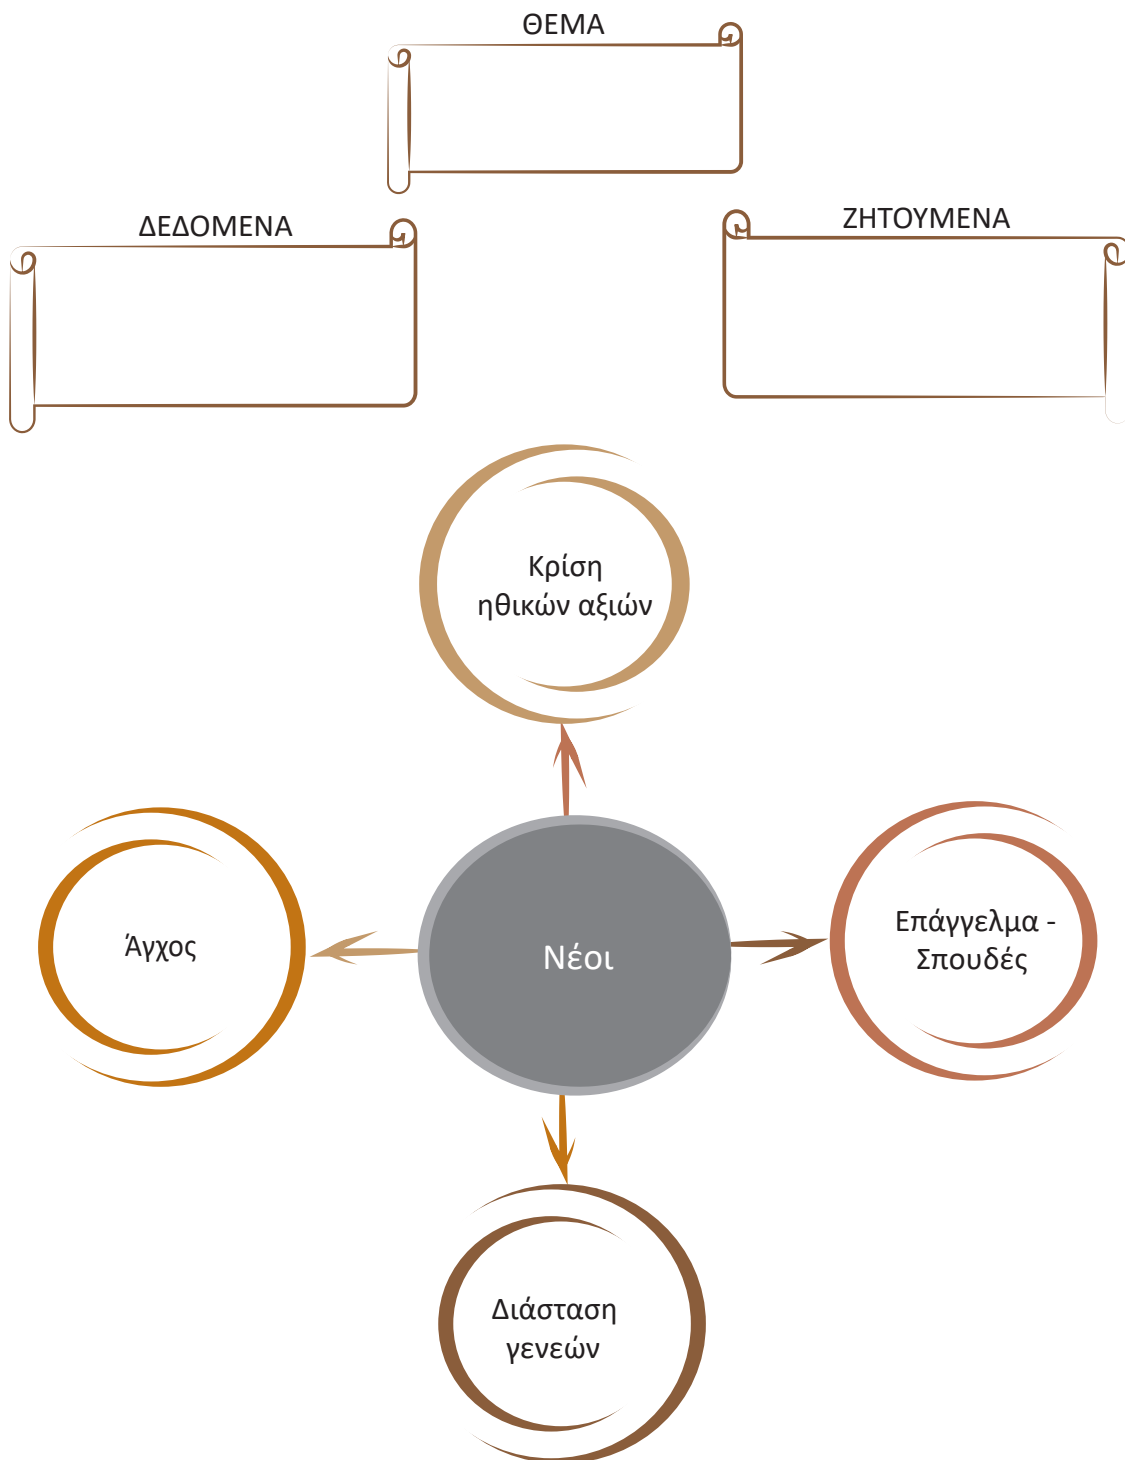 ΘΕΜΑ
ΔΕΔΟΜΕΝΑ
ΖΗΤΟΥΜΕΝΑ
Κρίση
ηθικών αξιών
Άγχος
Νέοι
Επάγγελμα -
Σπουδές
Διάσταση
γενεών